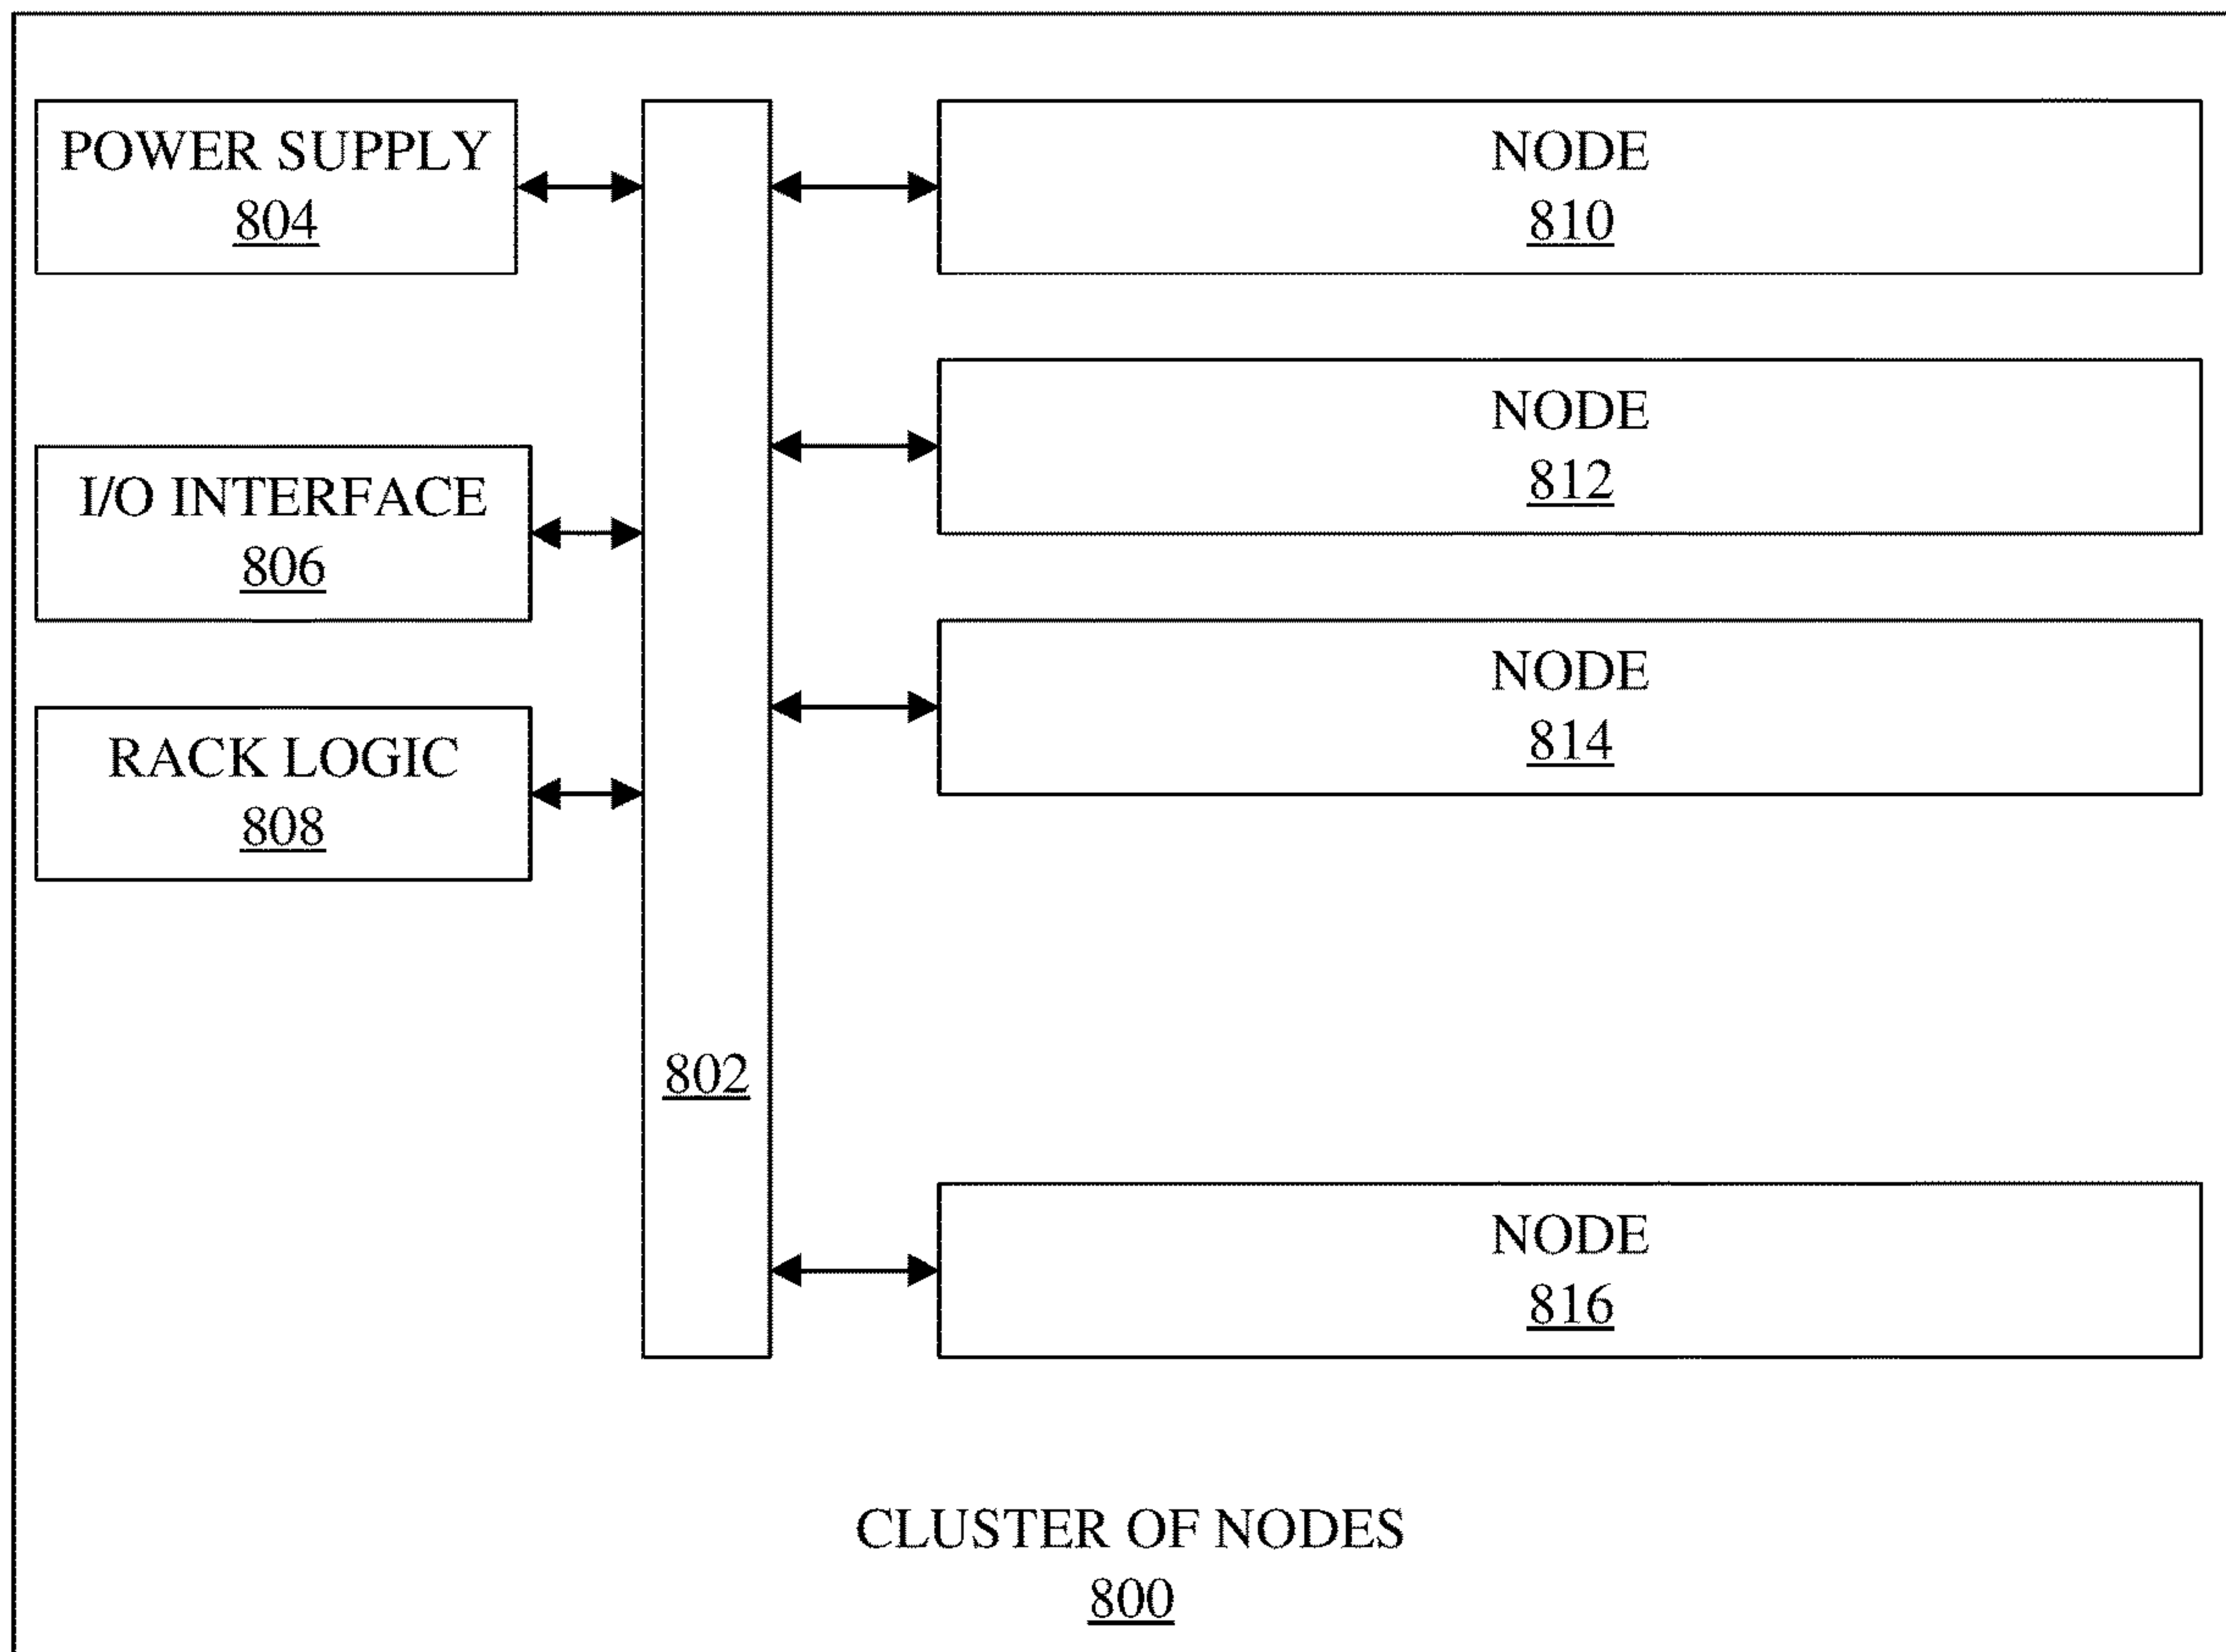 POWER SUPPLY
804
I/O INTERFACE
806
RACK LOGIC
808
802
NODE
810
NODE
812
NODE
814
NODE
816
CLUSTER OF NODES
800